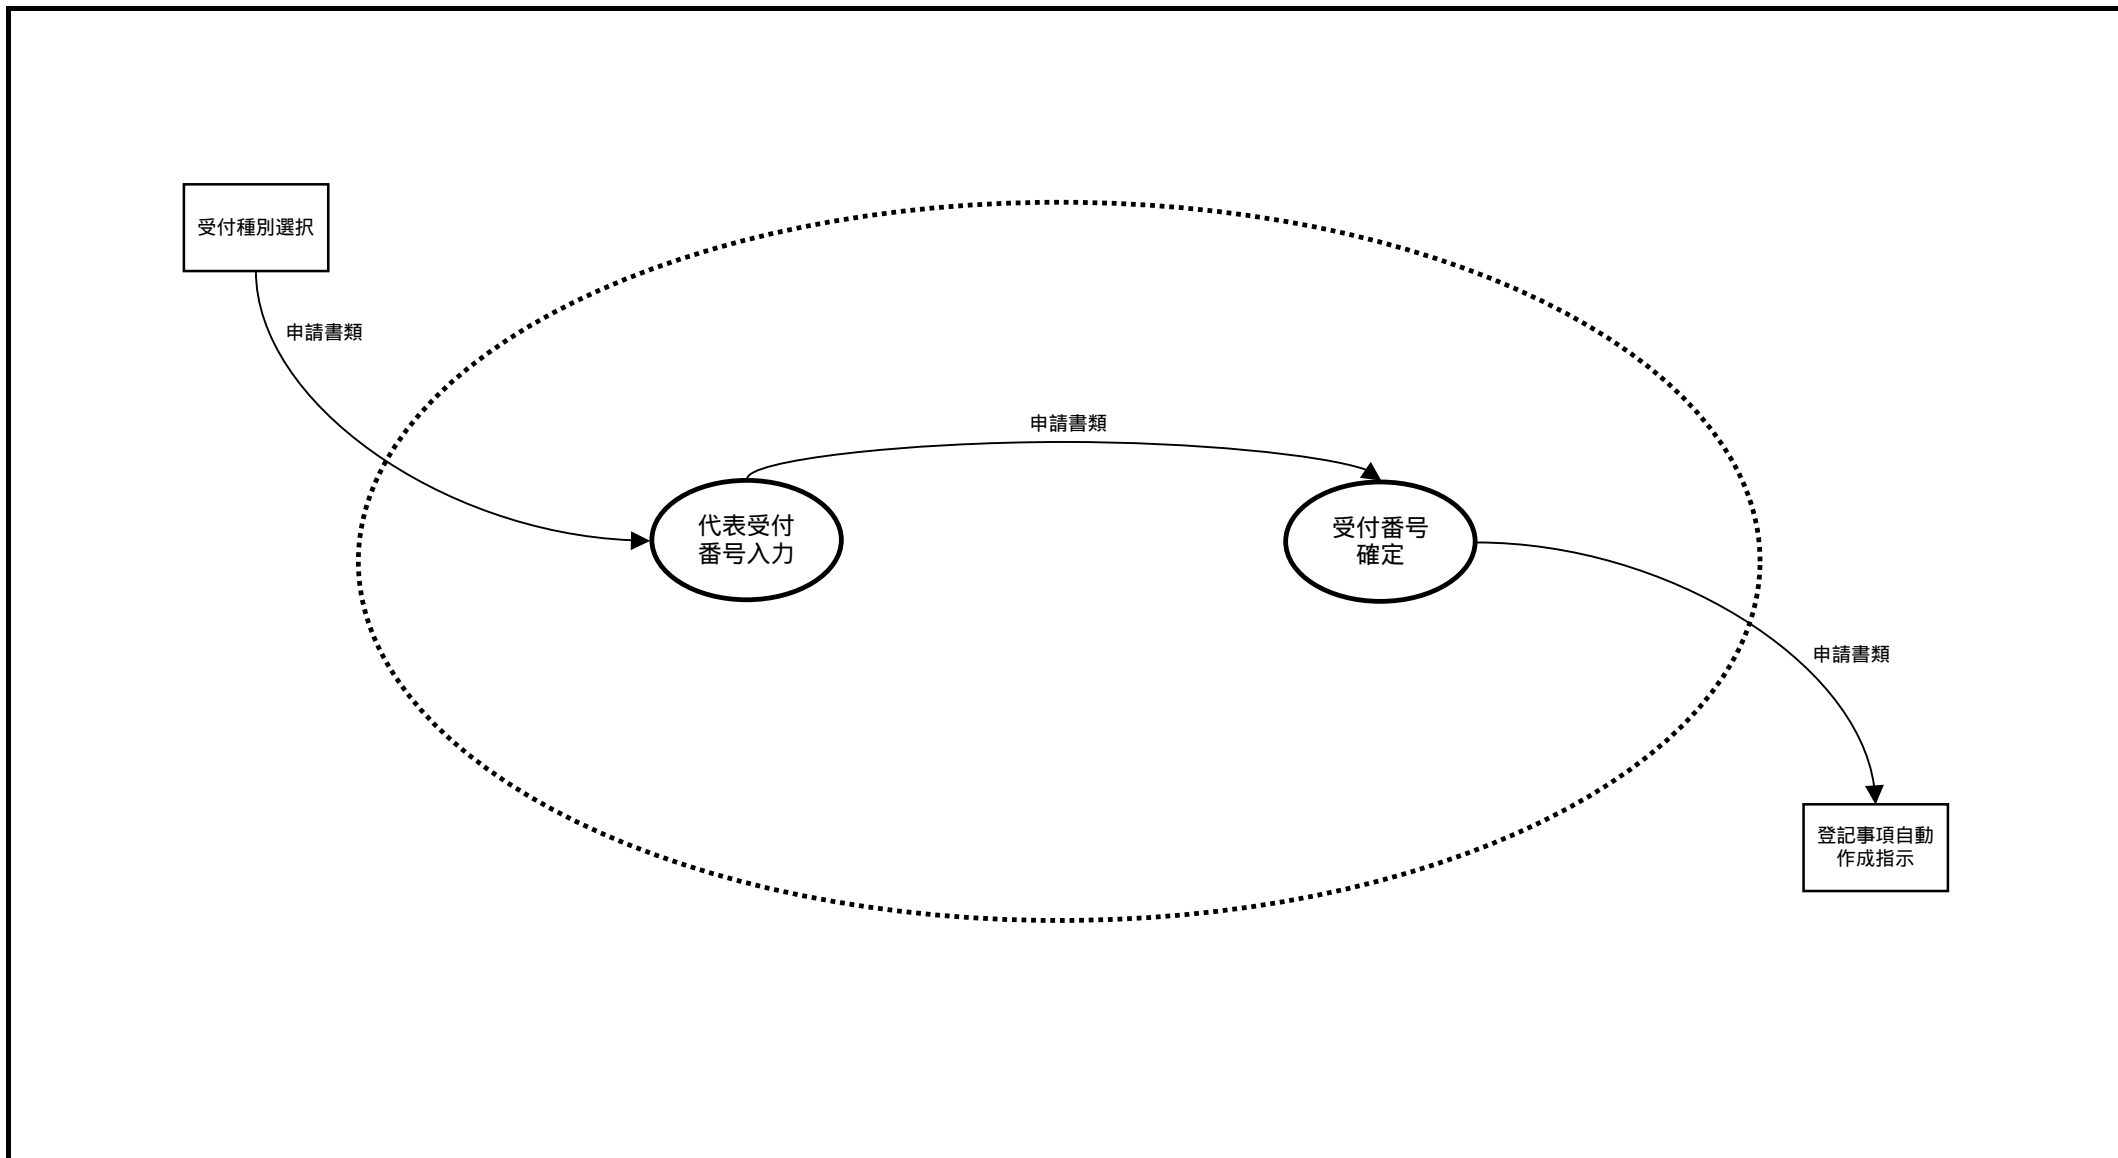 受付種別選択
申請書類
申請書類
代表受付
番号入力
受付番号
確定
申請書類
登記事項自動
作成指示